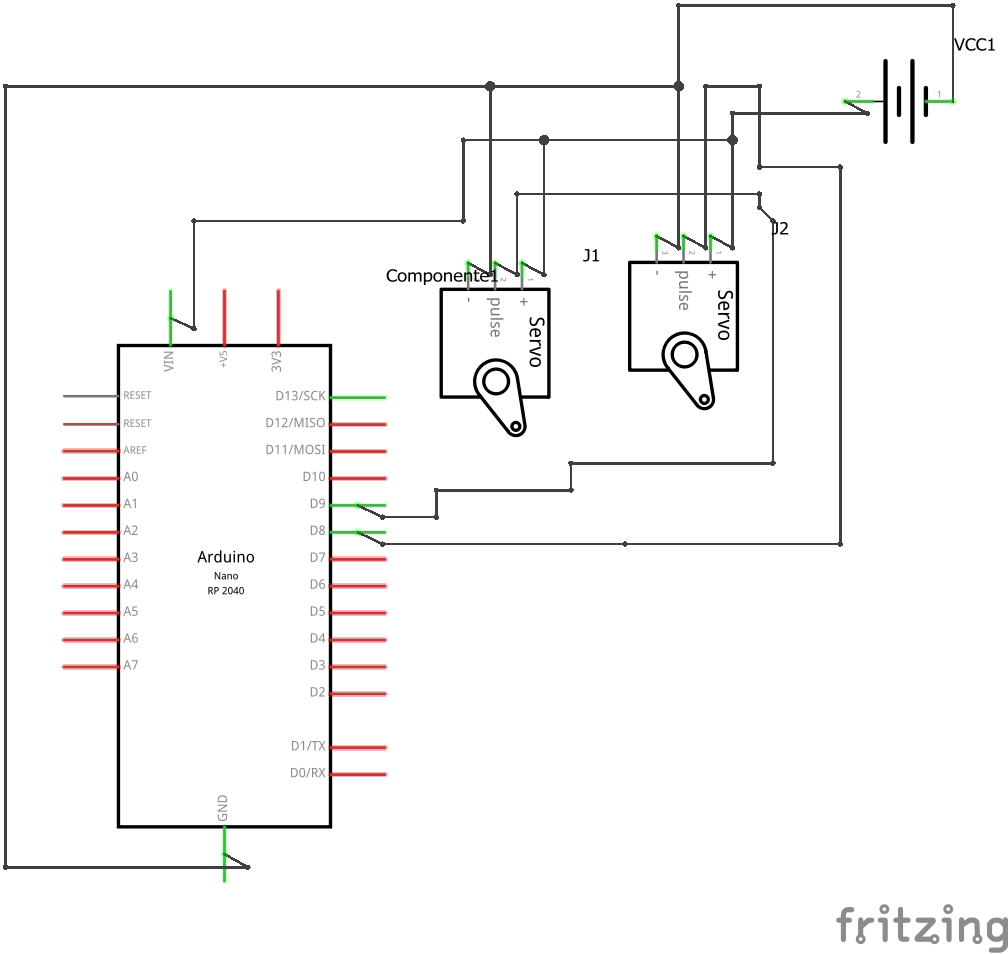 VCC1
2
1
J2
J1
3
2
1
-
pulse
+
Servo
Componente1
2
1
-
pulse
+
Servo
VIN
+V5
3V3
RESET
D13/SCK
RESET
D12/MISO
AREF
D11/MOSI
A0
D10
A1
D9
A2
D8
Arduino
A3
D7
Nano
A4
D6
RP 2040
A5
D5
A6
D4
A7
D3
D2
D1/TX
D0/RX
GND
fritzing